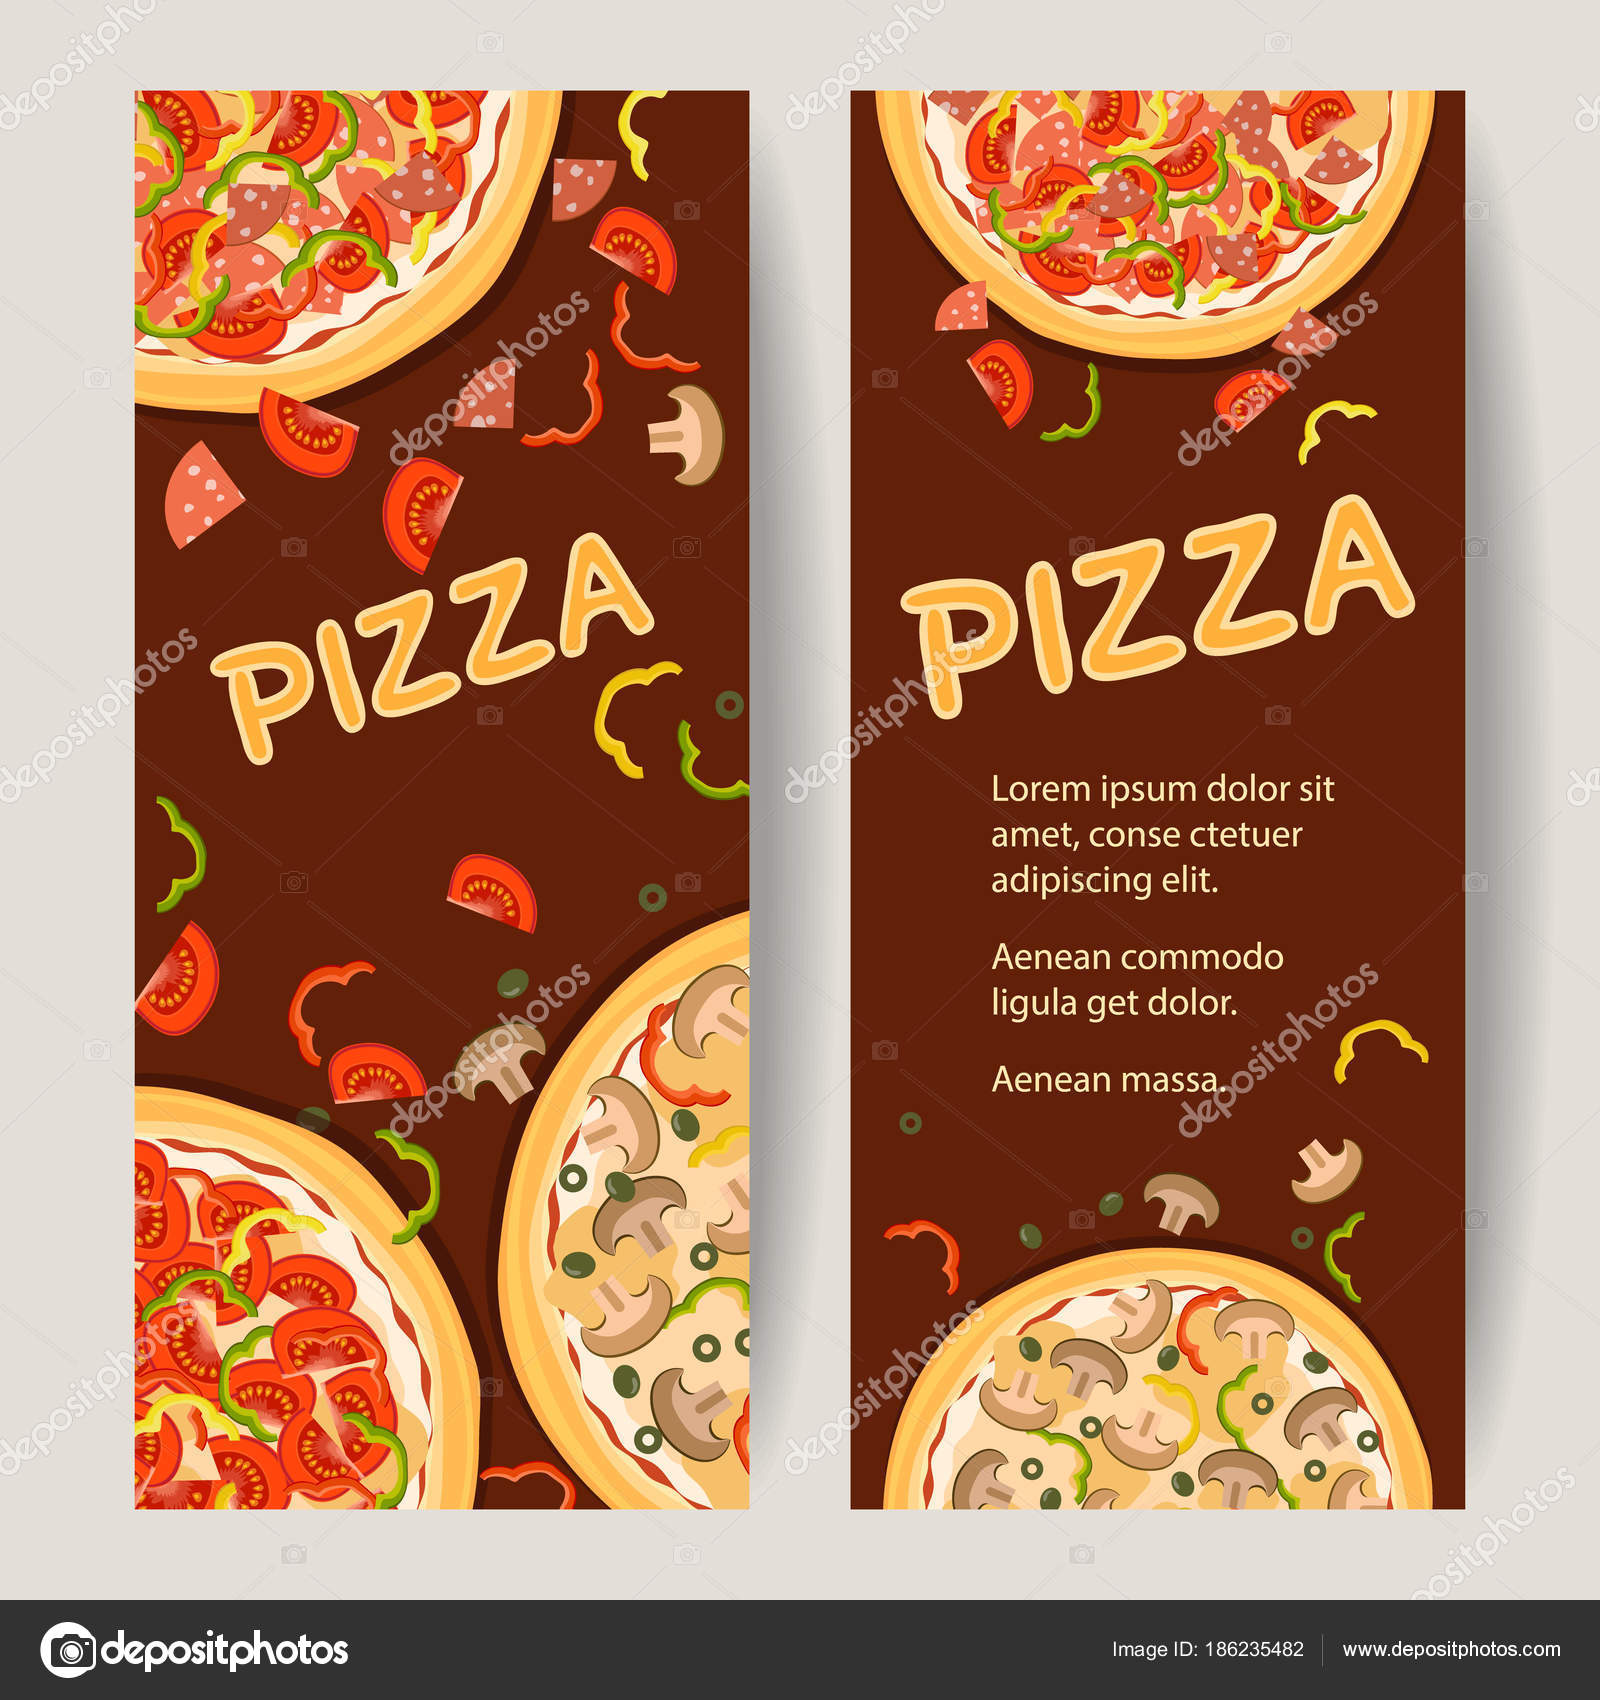 PIZZA
PIZZA
Lorem ipsum dolor sit
amet, conse ctetuer
adipiscing elit.
Aenean commodo
ligula get dolor.
Aenean massa.
depositphotos
Image ID: 186235482
www.depositphotos.com